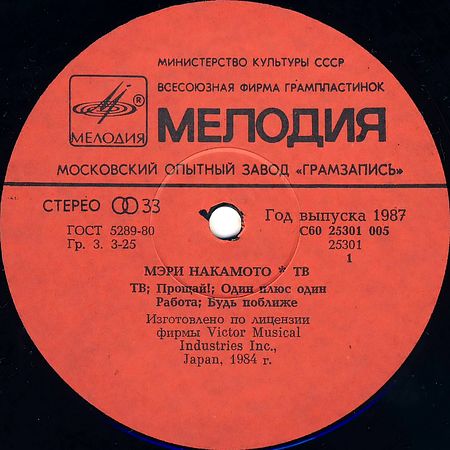 МИНИСТЕРСТВО КУЛЬТУРЫ СССР
ВСЕСОЮЗНАЯ ФИРМА ГРАМПЛАСТИНОК
® МЕЛОДИЯ
МЕЛОДИЯ
МОСКОВСКИЙ ОПЫТНЫЙ ЗАВОД «ГРАМЗАПИСЬ»
СТЕРЕО 33
Год выпуска 1987
ГОСТ 5289-80
С60 25301 005
Гр. 3. 3-25
25301
1
МЭРИ НАКАМОТО * ТВ
ТВ; Прощай!; Один плюс один
Работа; Будь поближе
Изготовлено по лицензии
фирмы Victor Musical
Industries Inc.,
Japan, 1984 г.